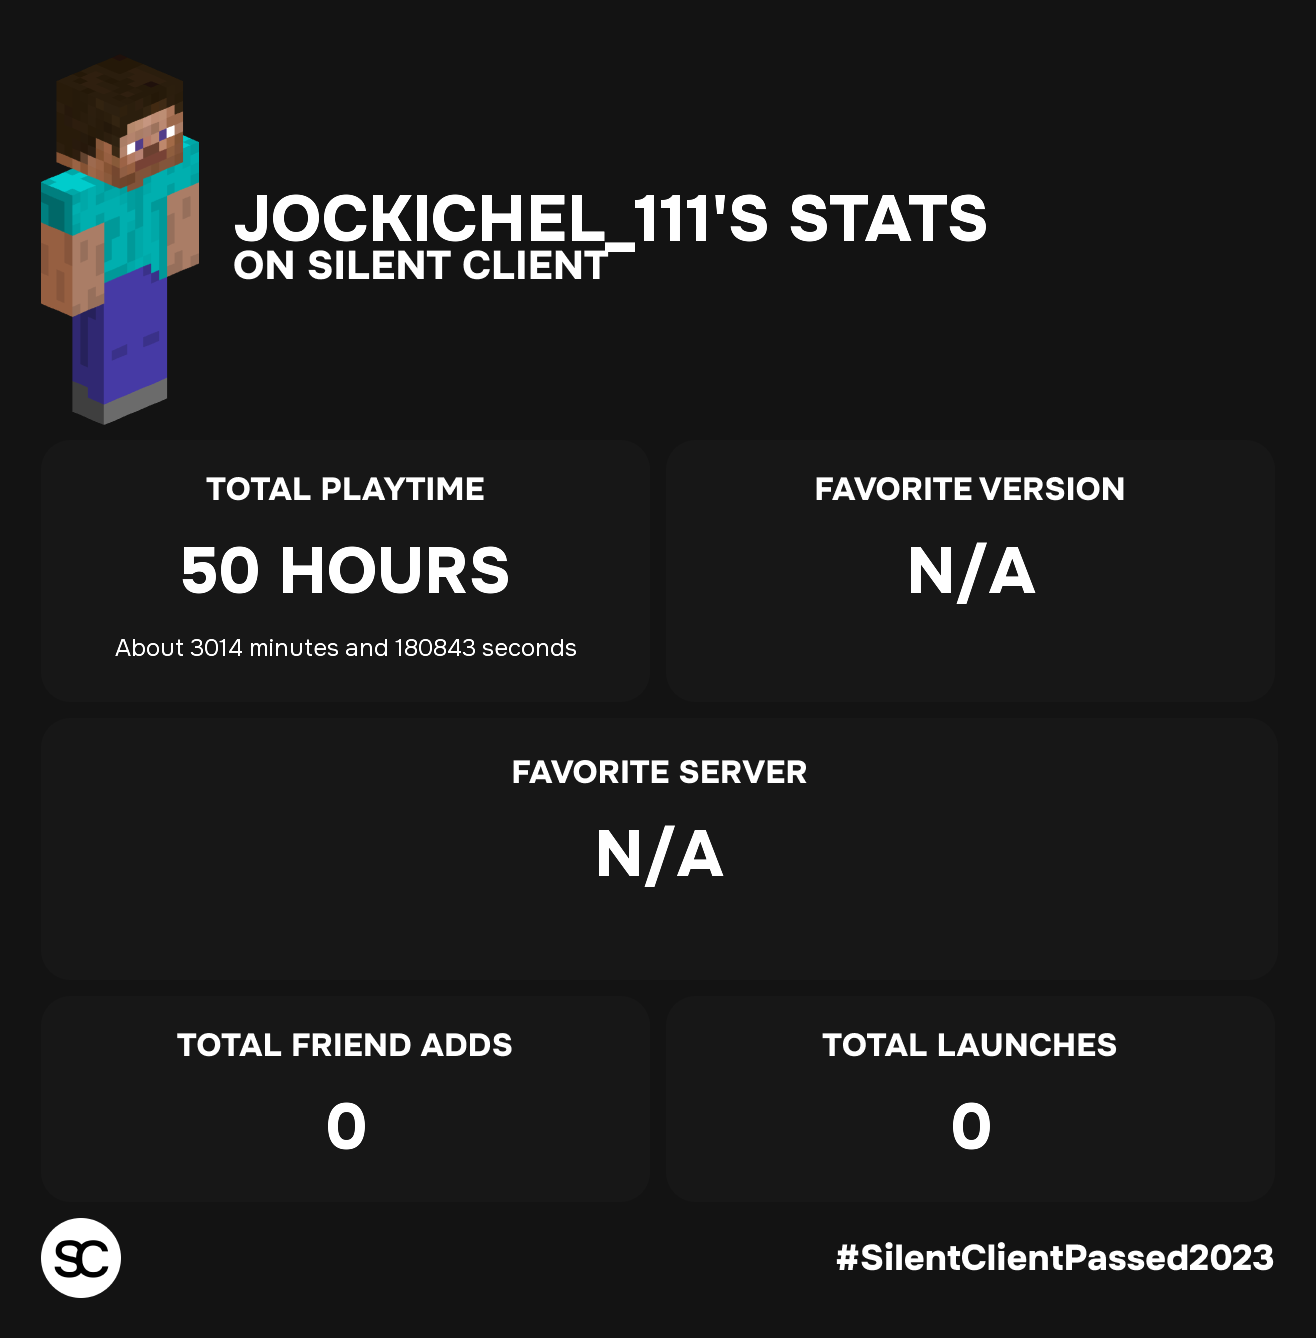 JOCKICHEL_111'S STATS
ON SILENT CLIENT
TOTAL PLAYTIME
50 HOURS
About 3014 minutes and 180843 seconds
FAVORITE VERSION
N/A
FAVORITE SERVER
N/A
TOTAL FRIEND ADDS
0
TOTAL LAUNCHES
0
SC
#SilentClientPassed2023